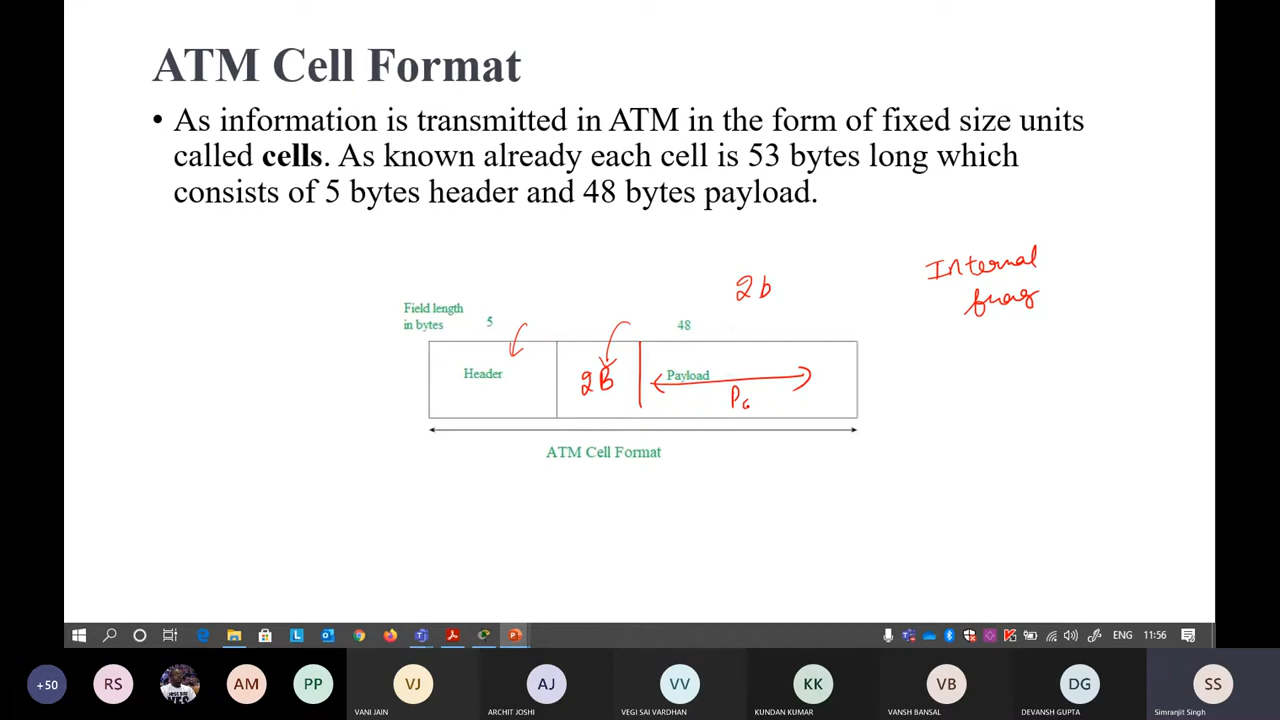 ATM Cell Format
• As information is transmitted in ATM in the form of fixed size units
called cells. As known already each cell is 53 bytes long which
consists of 5 bytes header and 48 bytes payload.
Internal
frag
2b
Field length
in bytes
5
48
Header
2B
Payload
ATM Cell Format
ENG
11:56
+50
RS
AM
PP
VJ
AJ
VV
KK
VB
DG
SS
VANI JAIN
ARCHIT JOSHI
VEGI SAI VARDHAN
KUNDAN KUMAR
VANSH BANSAL
DEVANSH GUPTA
Simranjit Singh